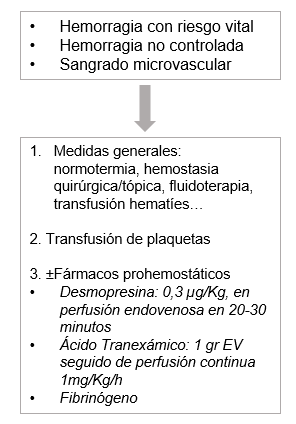 • Hemorragia con riesgo vital
• Hemorragia no controlada
• Sangrado microvascular
1. Medidas generales:
normotermia, hemostasia
quirúrgica/tópica, fluidoterapia,
transfusión hematíes…
2. Transfusión de plaquetas
3. ±Fármacos prohemostáticos
• Desmopresina: 0,3 µg/Kg, en
perfusión endovenosa en 20-30
minutos
• Ácido Tranexámico: 1 gr EV
seguido de perfusión continua
1mg/Kg/h
• Fibrinógeno